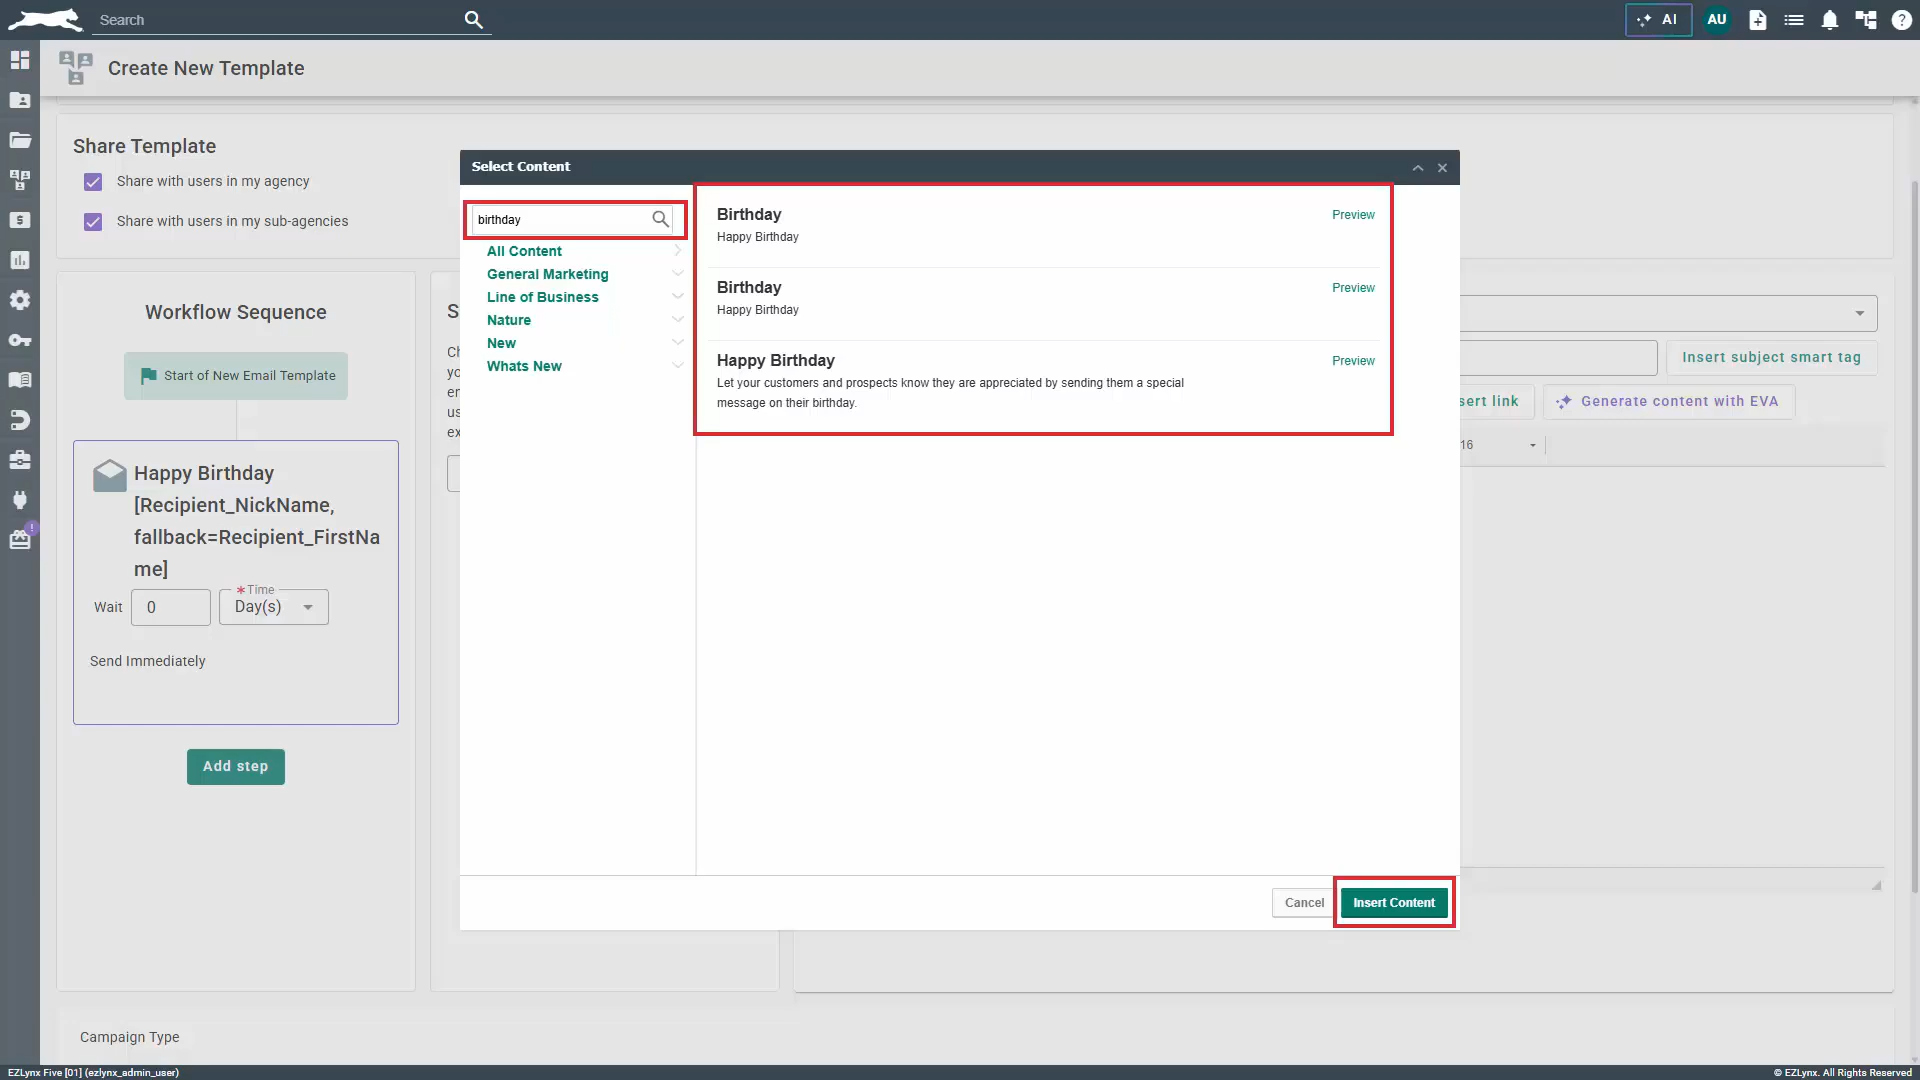 Search
AI
AU
Create New Template
Share Template
Share with users in my agency
Share with users in my sub-agencies
Workflow Sequence
Start of New Email Template
Happy Birthday
[Recipient_NickName,
fallback=Recipient_FirstNa
me]
Wait
0
*Time
Day(s)
Send Immediately
Add step
S
Ch
yo
en
us
ex
Select Content
birthday
All Content
General Marketing
Line of Business
Nature
New
Whats New
Birthday
Preview
Happy Birthday
Birthday
Preview
Happy Birthday
Happy Birthday
Preview
Let your customers and prospects know they are appreciated by sending them a special
message on their birthday.
Cancel
Insert Content
Insert subject smart tag
sert link
Generate content with EVA
16
Campaign Type
EZLynx Five [01] (ezlynx_admin_user)
© EZLynx. All Rights Reserved